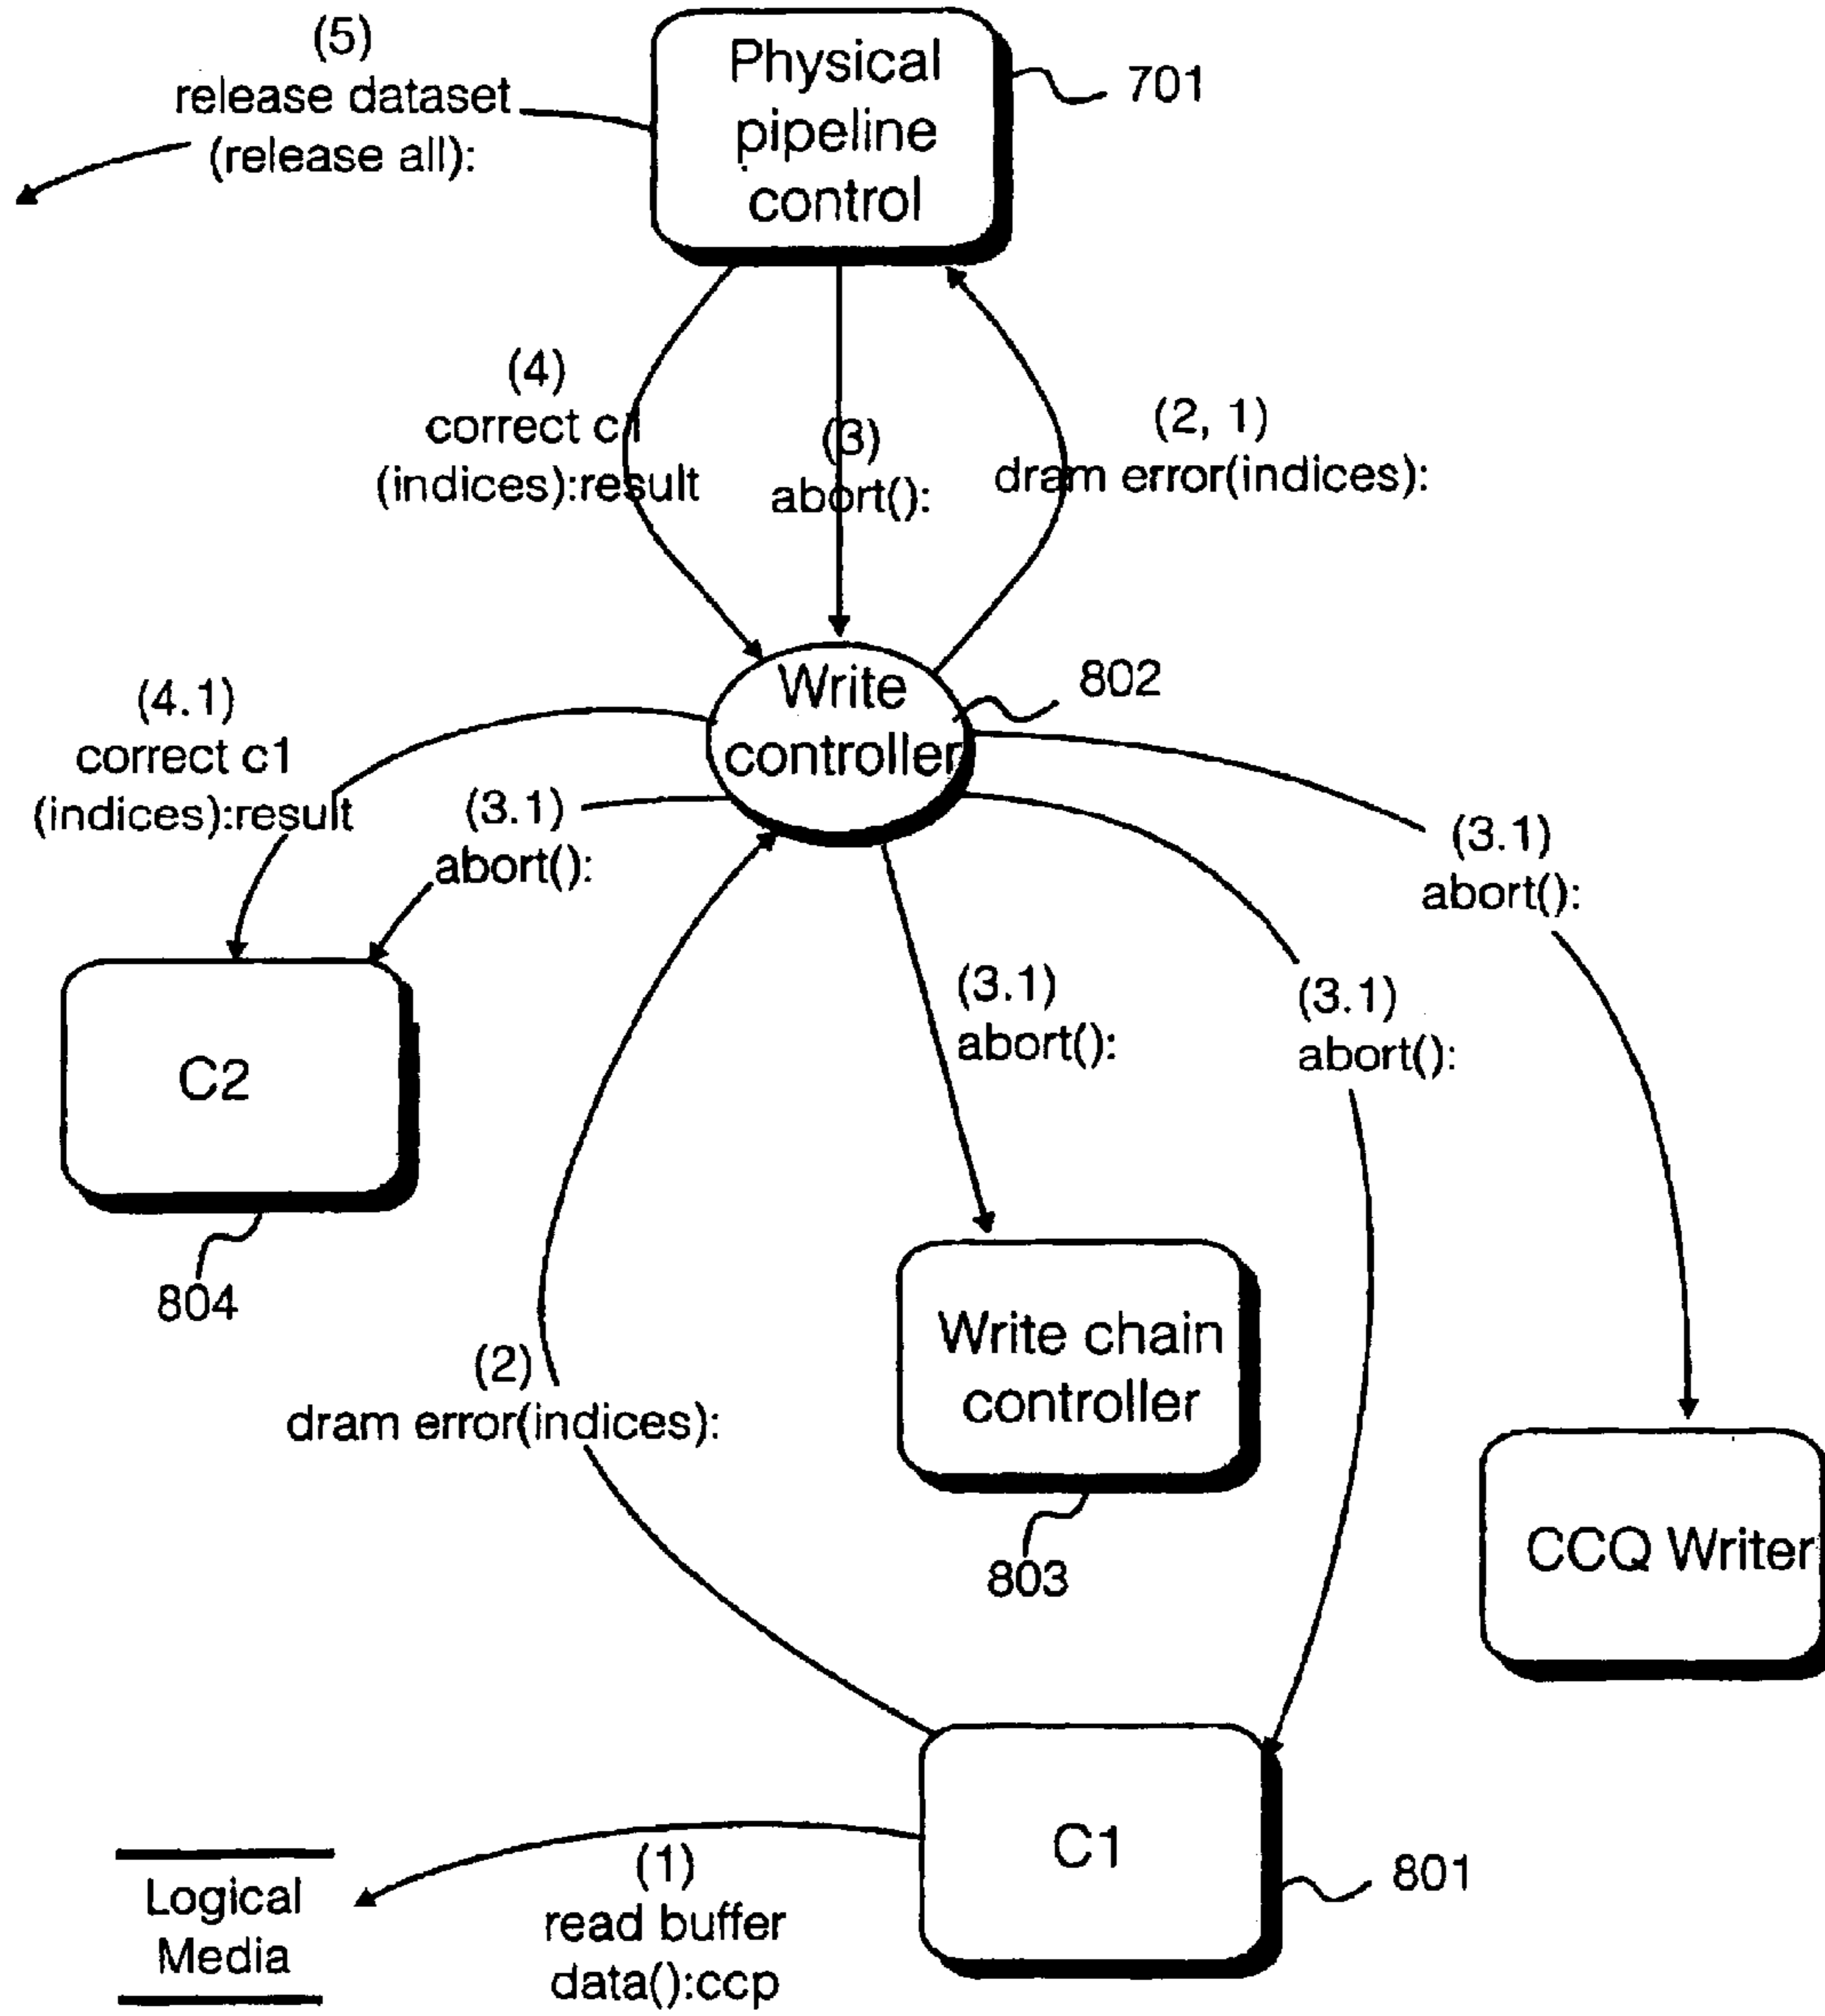 (5)
release dataset
(release all):
Physical
pipeline
control
701
(4)
correct c1
(indices):result
(3)
abort():
(2, 1)
dram error(indices):
Write
controller
802
(4.1)
correct c1
(indices):result
(3.1)
abort():
(3.1)
abort():
(3.1)
abort():
(3.1)
abort():
C2
804
(2)
dram error(indices):
Write chain
controller
803
CCQ Writer
C1
801
(1)
read buffer
data():ccp
Logical
Media